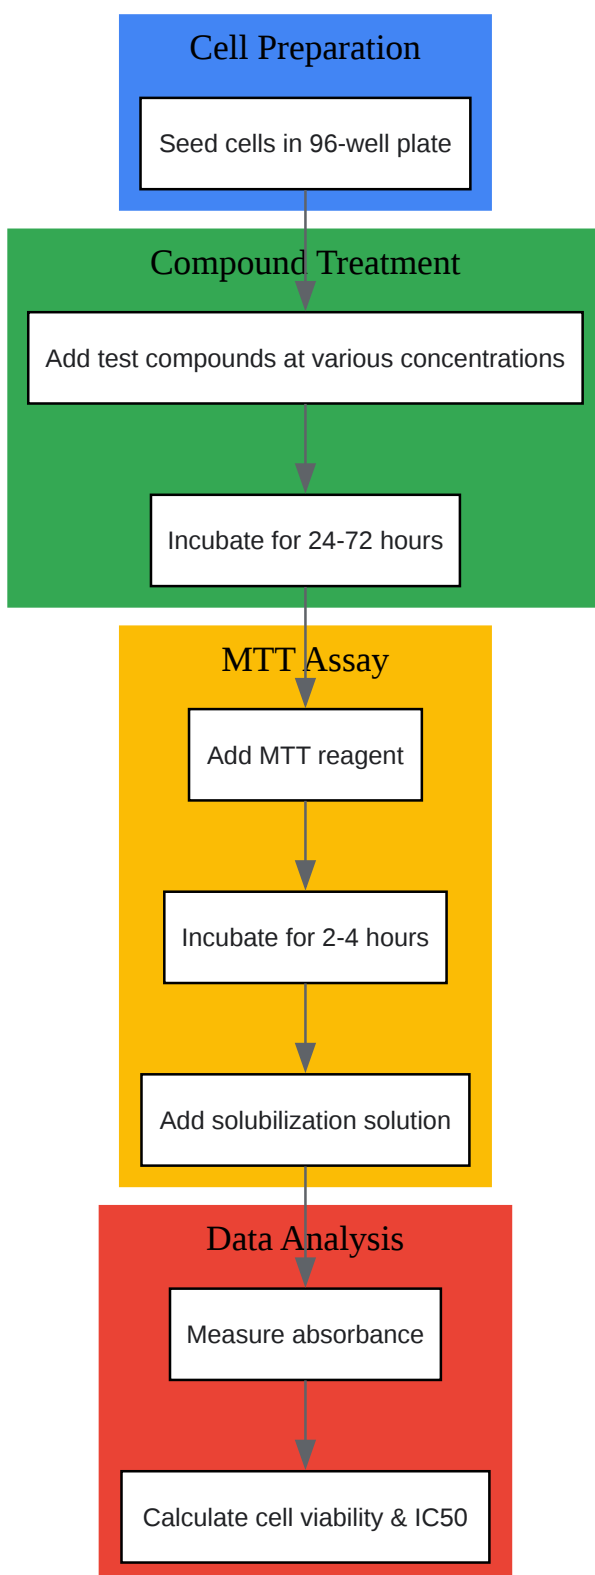 Cell Preparation
Seed cells in 96-well plate
Compound Treatment
Add test compounds at various concentrations
Incubate for 24-72 hours
MTT Assay
Add MTT reagent
Incubate for 2-4 hours
Add solubilization solution
Data Analysis
Measure absorbance
Calculate cell viability & IC50